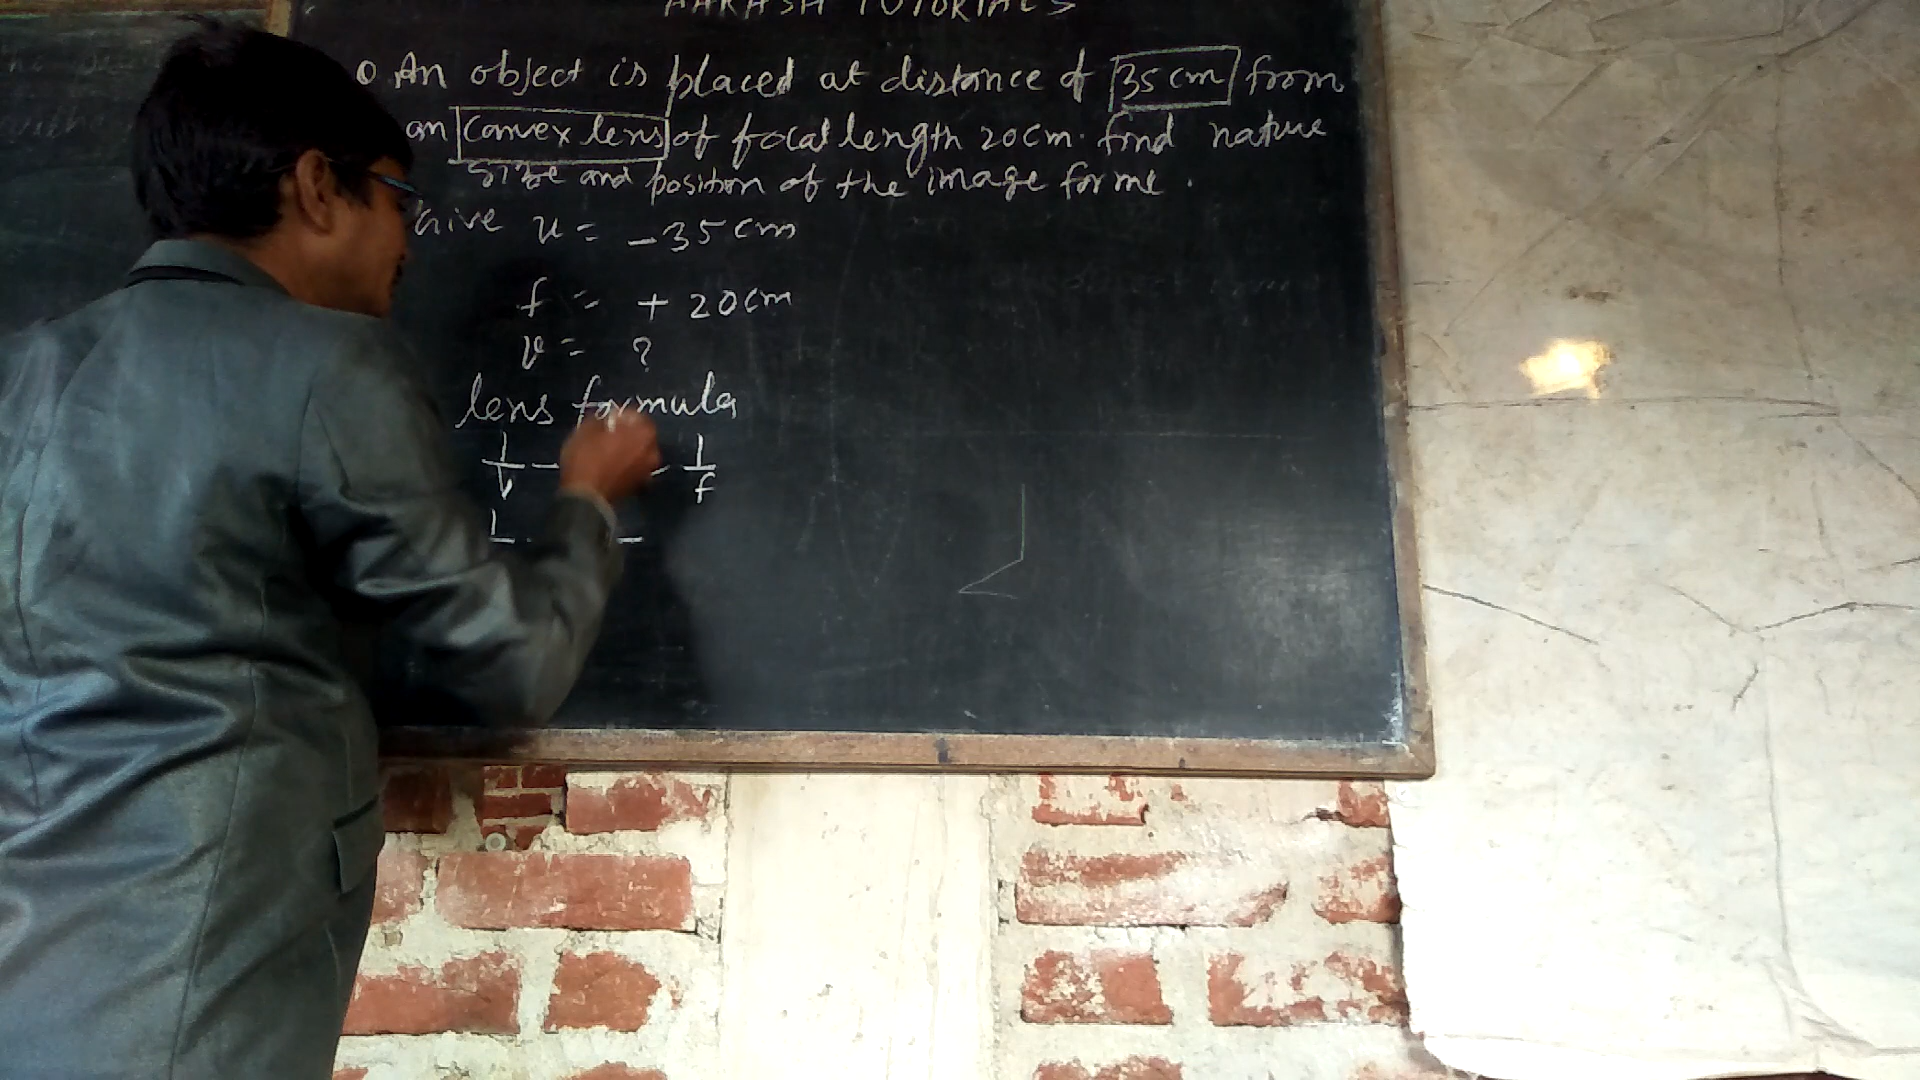 AAKASH TUTORIALS
Q An object is placed at distance of 35 cm from
an convex lens of focal length 20cm. find nature
size and position of the image forme.
Give u = -35 cm
f = + 20cm
v = ?
lens formula
1/v - 1/f